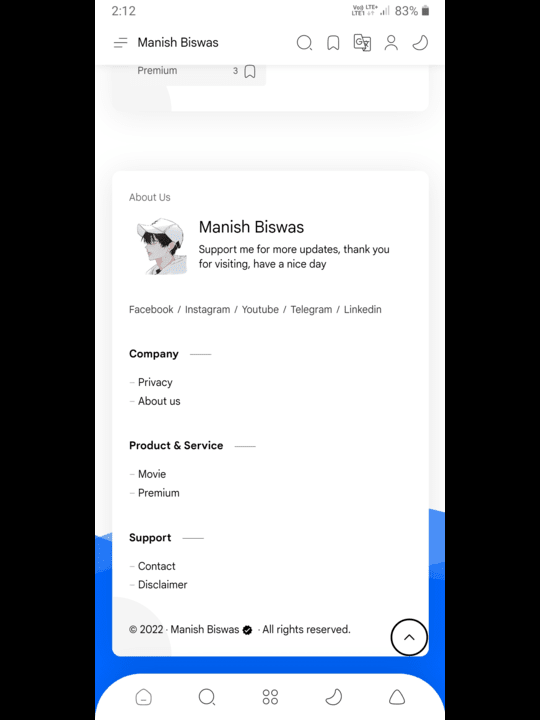 2:12 Vo)) LTE+ LTE1 83%
Manish Biswas
Premium 3
About Us
Manish Biswas
Support me for more updates, thank you
for visiting, have a nice day
Facebook / Instagram / Youtube / Telegram / Linkedin
Company
Privacy
About us
Product & Service
Movie
Premium
Support
Contact
Disclaimer
© 2022 · Manish Biswas · All rights reserved.